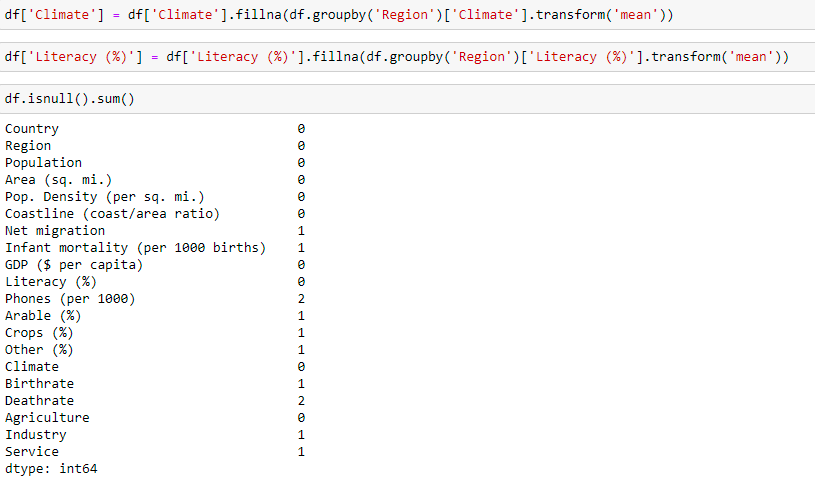 df['Climate'] = df['Climate'].fillna(df.groupby('Region')['Climate'].transform('mean'))
df['Literacy (%)'] = df['Literacy (%)'].fillna(df.groupby('Region')['Literacy (%)'].transform('mean'))
df.isnull().sum()
Country 0
Region 0
Population 0
Area (sq. mi.) 0
Pop. Density (per sq. mi.) 0
Coastline (coast/area ratio) 0
Net migration 1
Infant mortality (per 1000 births) 1
GDP ($ per capita) 0
Literacy (%) 0
Phones (per 1000) 2
Arable (%) 1
Crops (%) 1
Other (%) 1
Climate 0
Birthrate 1
Deathrate 2
Agriculture 0
Industry 1
Service 1
dtype: int64